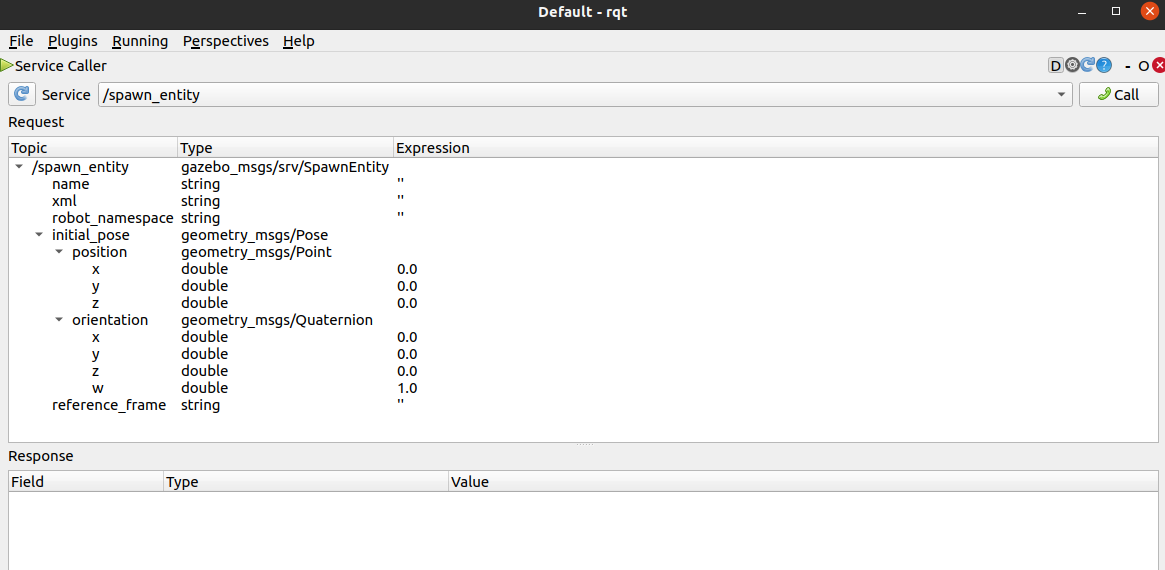 Default - rqt
File Plugins Running Perspectives Help
Service Caller D ? - O
Service /spawn_entity Call
Request
Topic Type Expression
/spawn_entity gazebo_msgs/srv/SpawnEntity
name string ''
xml string ''
robot_namespace string ''
initial_pose geometry_msgs/Pose
position geometry_msgs/Point
x double 0.0
y double 0.0
z double 0.0
orientation geometry_msgs/Quaternion
x double 0.0
y double 0.0
z double 0.0
w double 1.0
reference_frame string ''
Response
Field Type Value